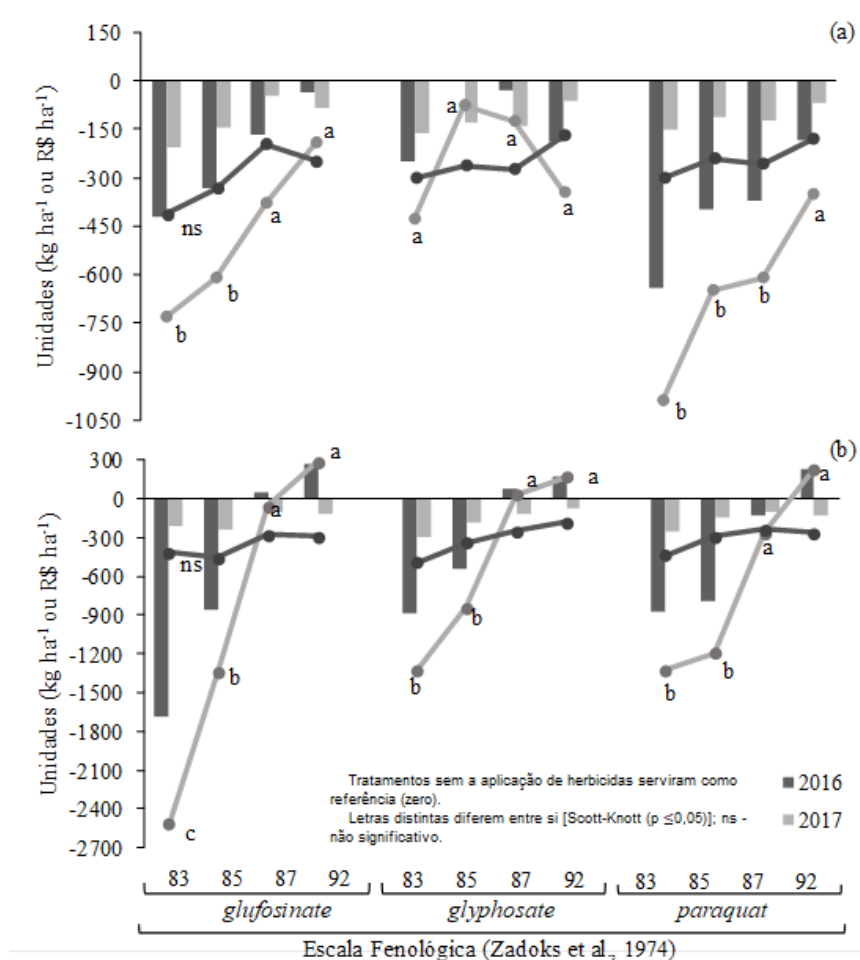 (a)
150
0
-150
-300
-450
-600
-750
-900
-1050
Unidades (kg ha-1 ou R$ ha-1)
ns
b
b
a
a
a
a
a
a
b
b
b
a
(b)
300
0
-300
-600
-900
-1200
-1500
-1800
-2100
-2400
-2700
Unidades (kg ha-1 ou R$ ha-1)
ns
c
b
a
a
b
b
a
a
b
b
a
a
Tratamentos sem a aplicação de herbicidas serviram como
referência (zero).
Letras distintas diferem entre si [Scott-Knott (p ≤0,05)]; ns -
não significativo.
2016
2017
83 85 87 92 83 85 87 92 83 85 87 92
glufosinate glyphosate paraquat
Escala Fenológica (Zadoks et al., 1974)